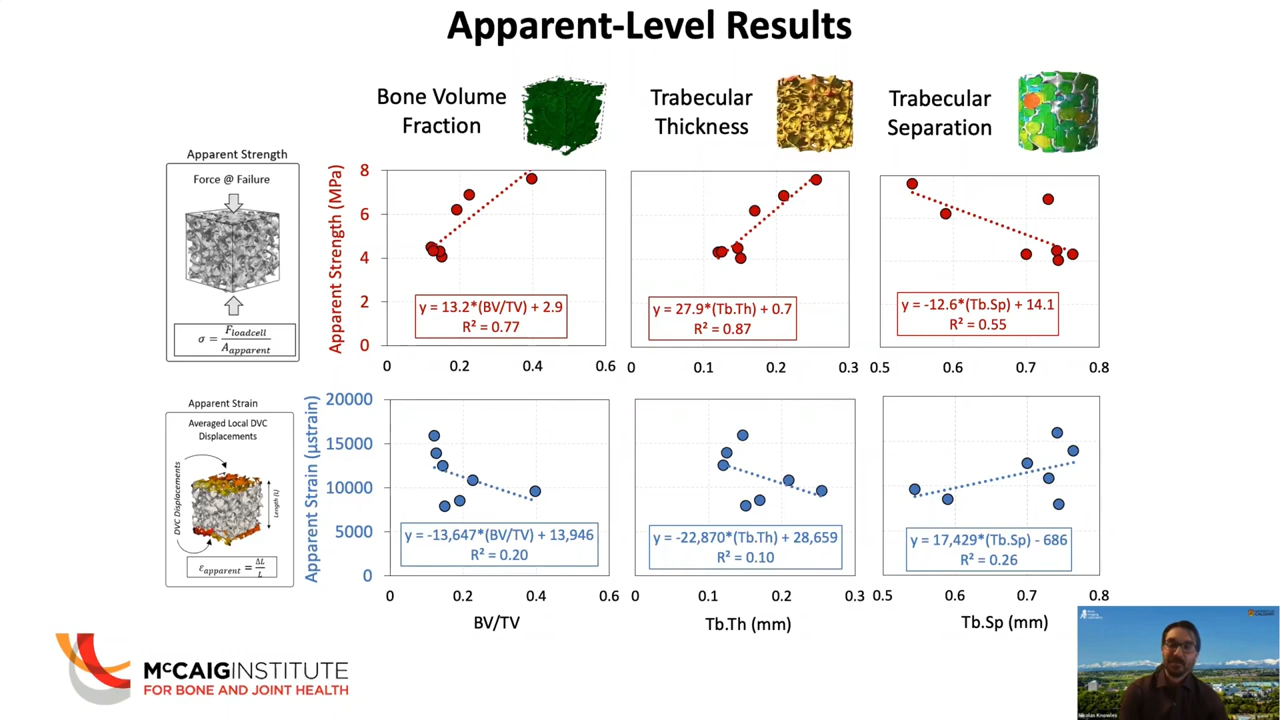 Apparent-Level Results
Bone Volume
Fraction
Trabecular
Thickness
Trabecular
Separation
Apparent Strength
Force @ Failure
σ = F_loadcell / A_apparent
Apparent Strength (MPa)
8
6
4
2
0
y = 13.2*(BV/TV) + 2.9
R² = 0.77
0 0.2 0.4 0.6
y = 27.9*(Tb.Th) + 0.7
R² = 0.87
0 0.1 0.2 0.3
y = -12.6*(Tb.Sp) + 14.1
R² = 0.55
0.5 0.6 0.7 0.8
Apparent Strain
Averaged Local DVC
Displacements
DVC Displacements
Length (L)
ε_apparent = ΔL / L
Apparent Strain (µstrain)
20000
15000
10000
5000
0
y = -13,647*(BV/TV) + 13,946
R² = 0.20
0 0.2 0.4 0.6
BV/TV
y = -22,870*(Tb.Th) + 28,659
R² = 0.10
0 0.1 0.2 0.3
Tb.Th (mm)
y = 17,429*(Tb.Sp) - 686
R² = 0.26
0.5 0.6 0.7 0.8
Tb.Sp (mm)
McCAIG INSTITUTE
FOR BONE AND JOINT HEALTH
Nicolas Knowles